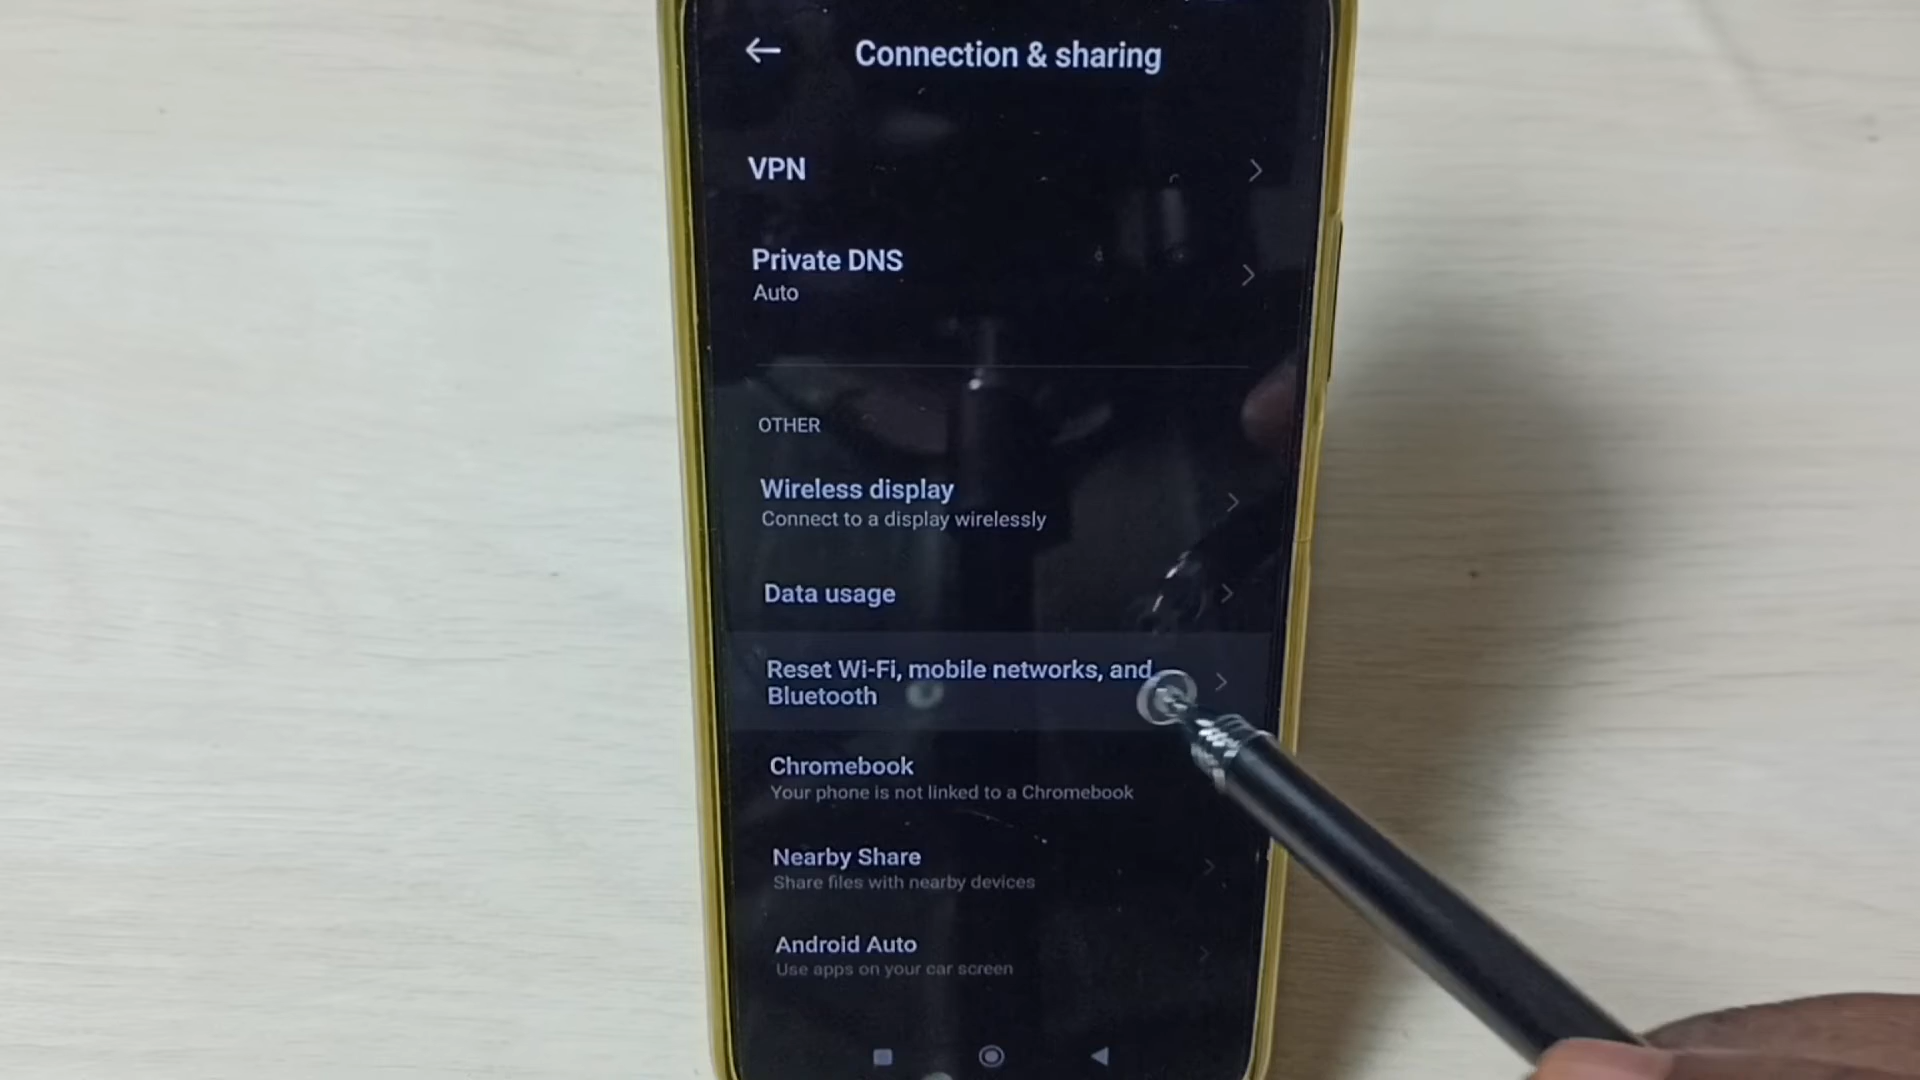 Connection & sharing
VPN
Private DNS
Auto
OTHER
Wireless display
Connect to a display wirelessly
Data usage
Reset Wi-Fi, mobile networks, and
Bluetooth
Chromebook
Your phone is not linked to a Chromebook
Nearby Share
Share files with nearby devices
Android Auto
Use apps on your car screen